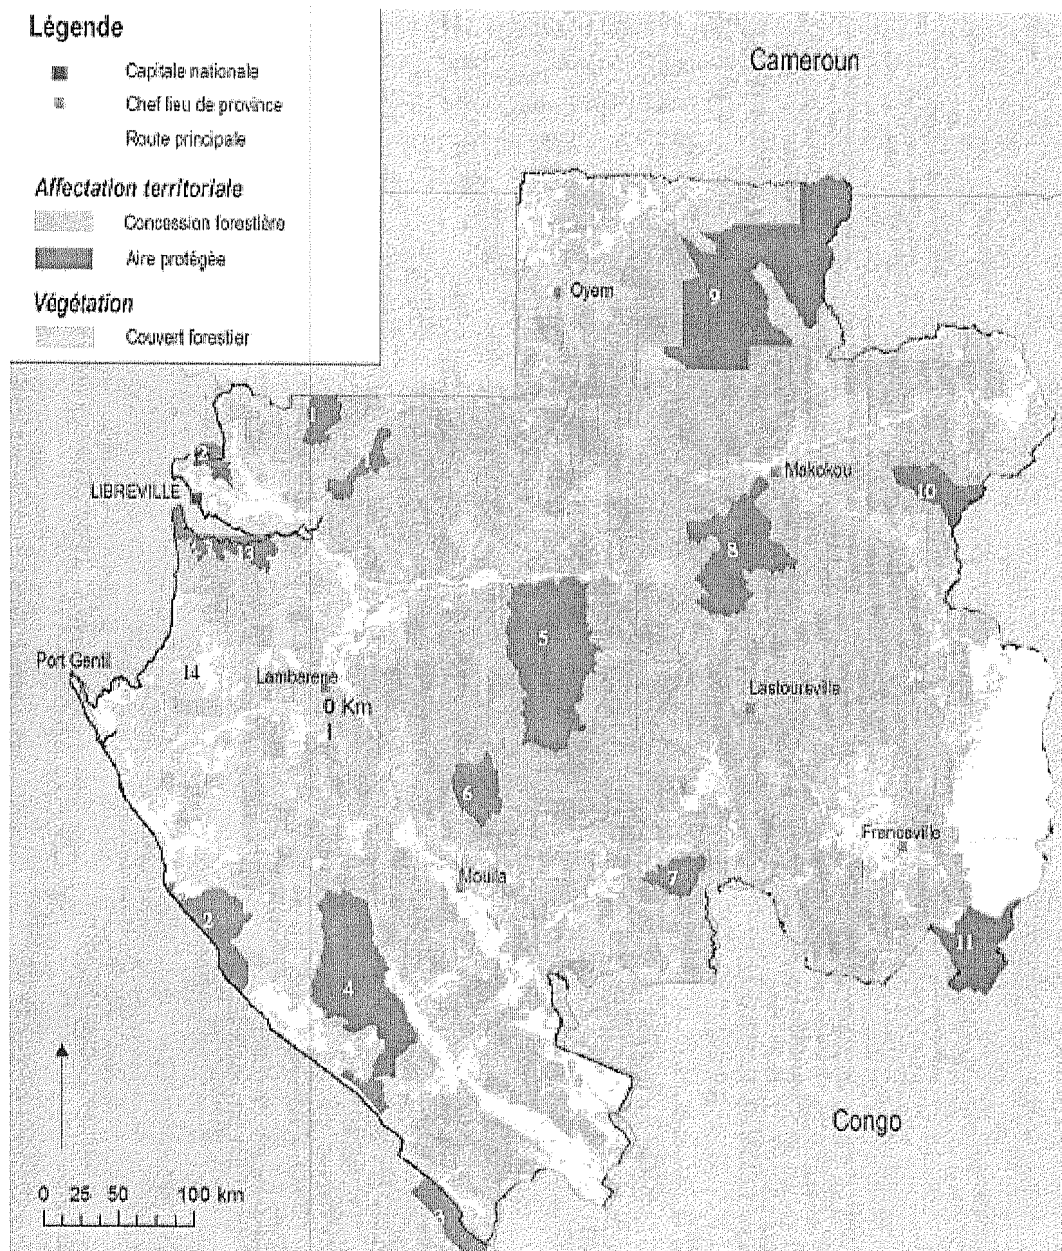 Légende
Capitale nationale
Chef lieu de province
Route principale
Affectation territoriale
Concession forestière
Aire protégée
Végétation
Couvert forestier
Cameroun
Oyem
9
1
Makokou
LIBREVILLE
10
13
8
5
Port Gentil
14
Lambarene
0 Km
Lastoursville
6
Franceville
7
Mouila
2
11
4
Congo
0 25 50 100 km
3